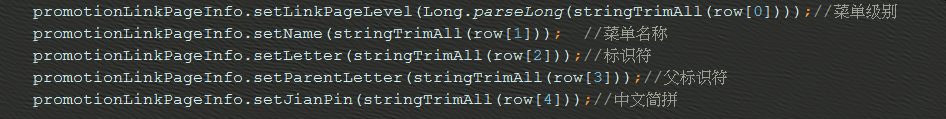 promotionLinkPageInfo.setLinkPageLevel(Long.parseLong(stringTrimAll(row[0])));//菜单级别
promotionLinkPageInfo.setName(stringTrimAll(row[1]));  //菜单名称
promotionLinkPageInfo.setLetter(stringTrimAll(row[2]));//标识符
promotionLinkPageInfo.setParentLetter(stringTrimAll(row[3]));//父标识符
promotionLinkPageInfo.setJianPin(stringTrimAll(row[4]));//中文简拼